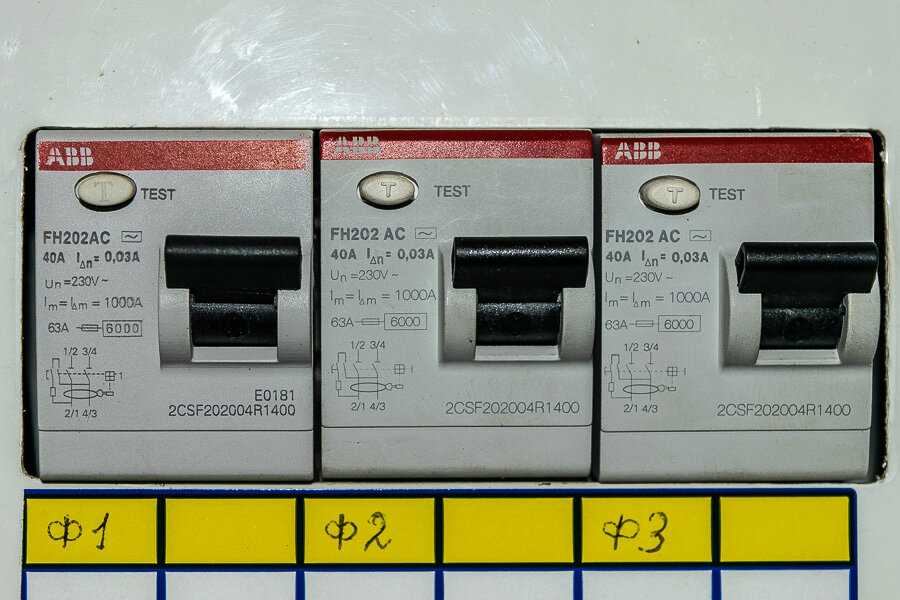 ABB
T TEST
FH202AC
40A IΔn = 0,03A
Un =230V ~
Im = IΔm = 1000A
63A 6000
1/2 3/4
2/1 4/3
E0181
2CSF202004R1400
ABB
T TEST
FH202 AC
40A IΔn = 0,03A
Un =230V ~
Im = IΔm = 1000A
63A 6000
1/2 3/4
2/1 4/3
2CSF202004R1400
ABB
T TEST
FH202 AC
40A IΔn = 0,03A
Un =230V ~
Im = IΔm = 1000A
63A 6000
1/2 3/4
2/1 4/3
2CSF202004R1400
Ф1
Ф2
Ф3